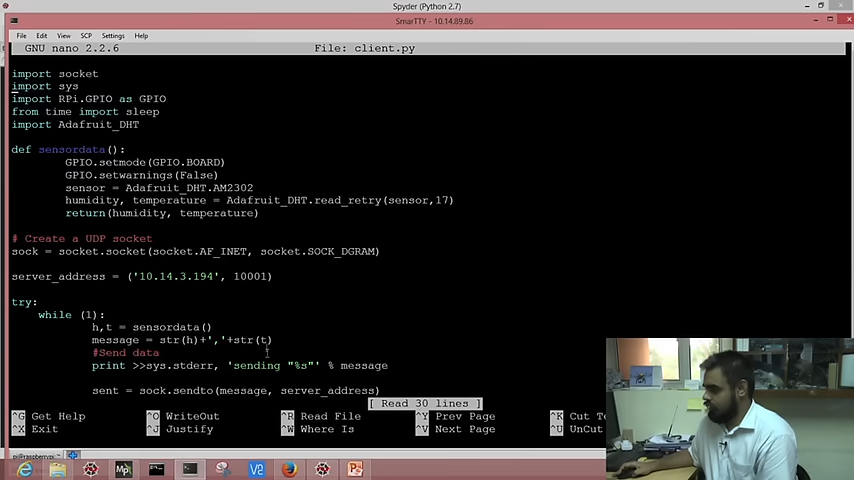 Spyder (Python 2.7)
SmarTTY - 10.14.89.86
File Edit View SCP Settings Help
GNU nano 2.2.6 File: client.py
import socket
import sys
import RPi.GPIO as GPIO
from time import sleep
import Adafruit_DHT
def sensordata():
GPIO.setmode(GPIO.BOARD)
GPIO.setwarnings(False)
sensor = Adafruit_DHT.AM2302
humidity, temperature = Adafruit_DHT.read_retry(sensor,17)
return(humidity, temperature)
# Create a UDP socket
sock = socket.socket(socket.AF_INET, socket.SOCK_DGRAM)
server_address = ('10.14.3.194', 10001)
try:
while (1):
h,t = sensordata()
message = str(h)+','+str(t)
#Send data
print >>sys.stderr, 'sending "%s"' % message
sent = sock.sendto(message, server_address)
[ Read 30 lines ]
^G Get Help ^O WriteOut ^R Read File ^Y Prev Page ^K Cut Te
^X Exit ^J Justify ^W Where Is ^V Next Page ^U UnCut
pi@raspberrypi: ~